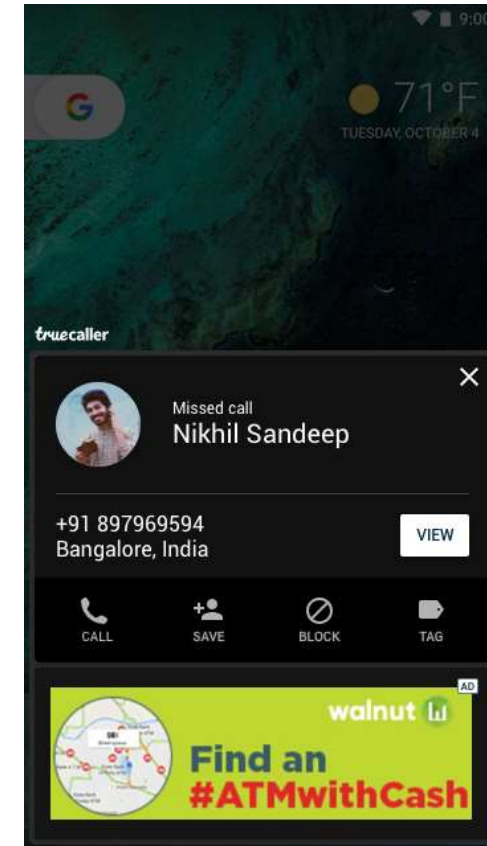 9:00
71°F
TUESDAY, OCTOBER 4
truecaller
Missed call
Nikhil Sandeep
+91 897969594
Bangalore, India
VIEW
CALL
SAVE
BLOCK
TAG
AD
walnut
Find an
#ATMwithCash